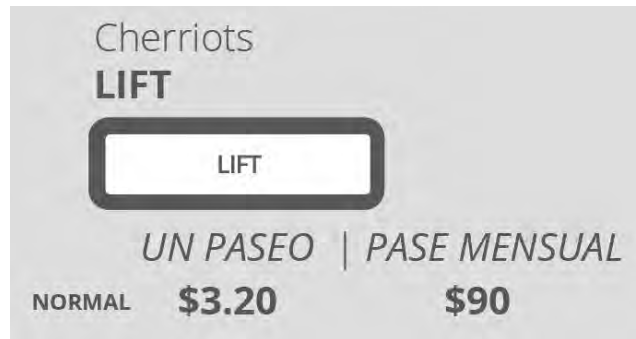 Cherriots
LIFT
LIFT
UN PASEO | PASE MENSUAL
NORMAL $3.20 $90